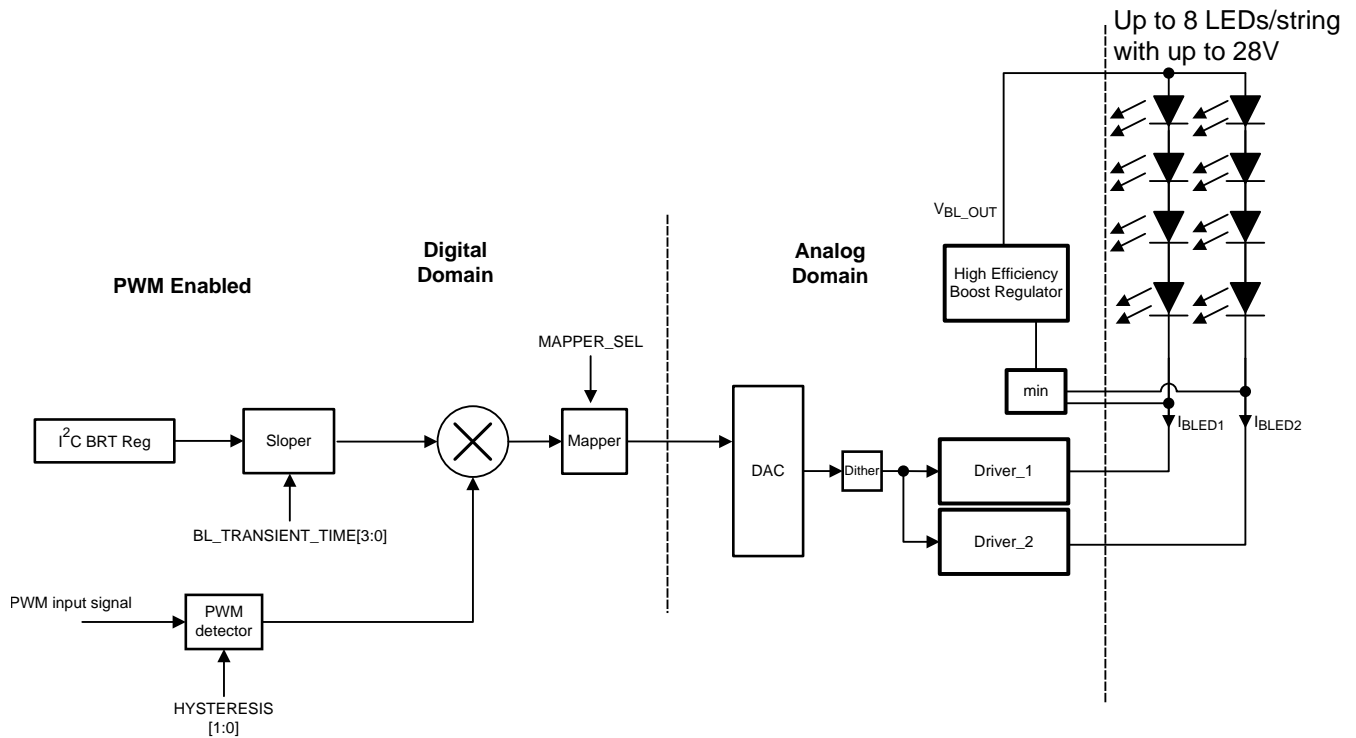 Up to 8 LEDs/string
with up to 28V
V_BL_OUT
Digital
Domain
Analog
Domain
High Efficiency
Boost Regulator
PWM Enabled
MAPPER_SEL
min
I²C BRT Reg
Sloper
Mapper
DAC
Dither
I_BLED1
I_BLED2
Driver_1
Driver_2
BL_TRANSIENT_TIME[3:0]
PWM input signal
PWM
detector
HYSTERESIS
[1:0]